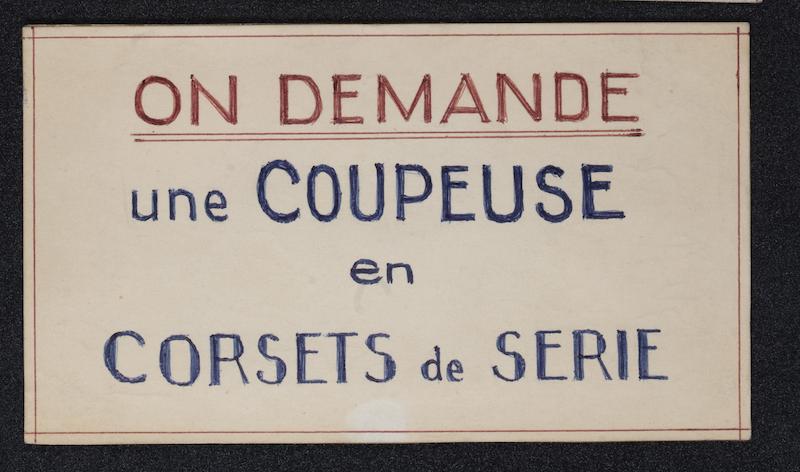 ON DEMANDE
une COUPEUSE
en
CORSETS de SERIE